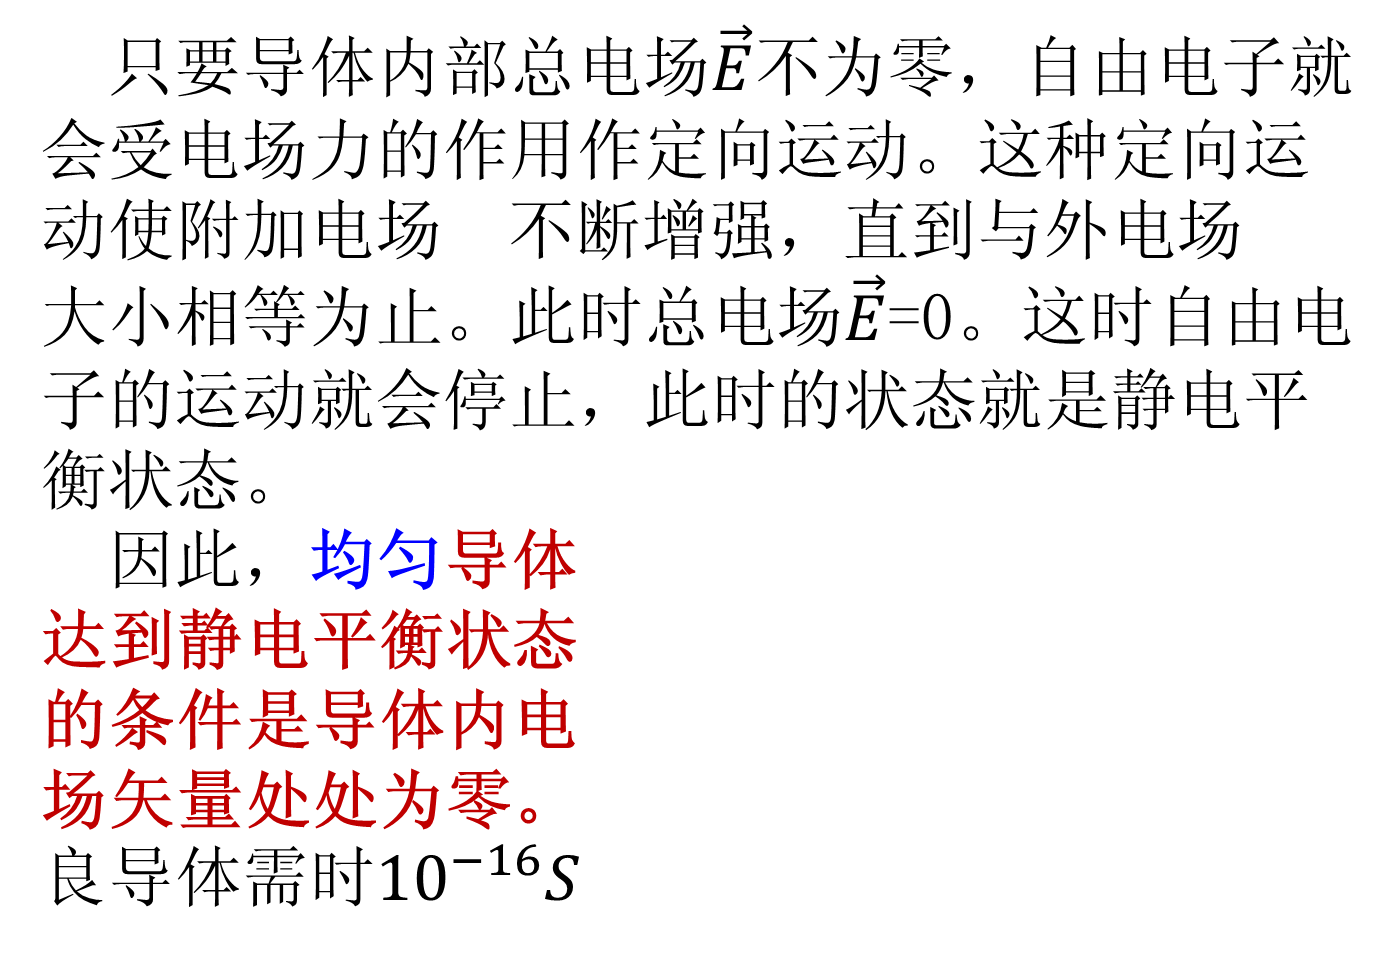 只要导体内部总电场$\vec{E}$不为零，自由电子就
会受电场力的作用作定向运动。这种定向运
动使附加电场 不断增强，直到与外电场
大小相等为止。此时总电场$\vec{E}$=0。这时自由电
子的运动就会停止，此时的状态就是静电平
衡状态。
因此，均匀导体
达到静电平衡状态
的条件是导体内电
场矢量处处为零。
良导体需时$10^{-16}S$